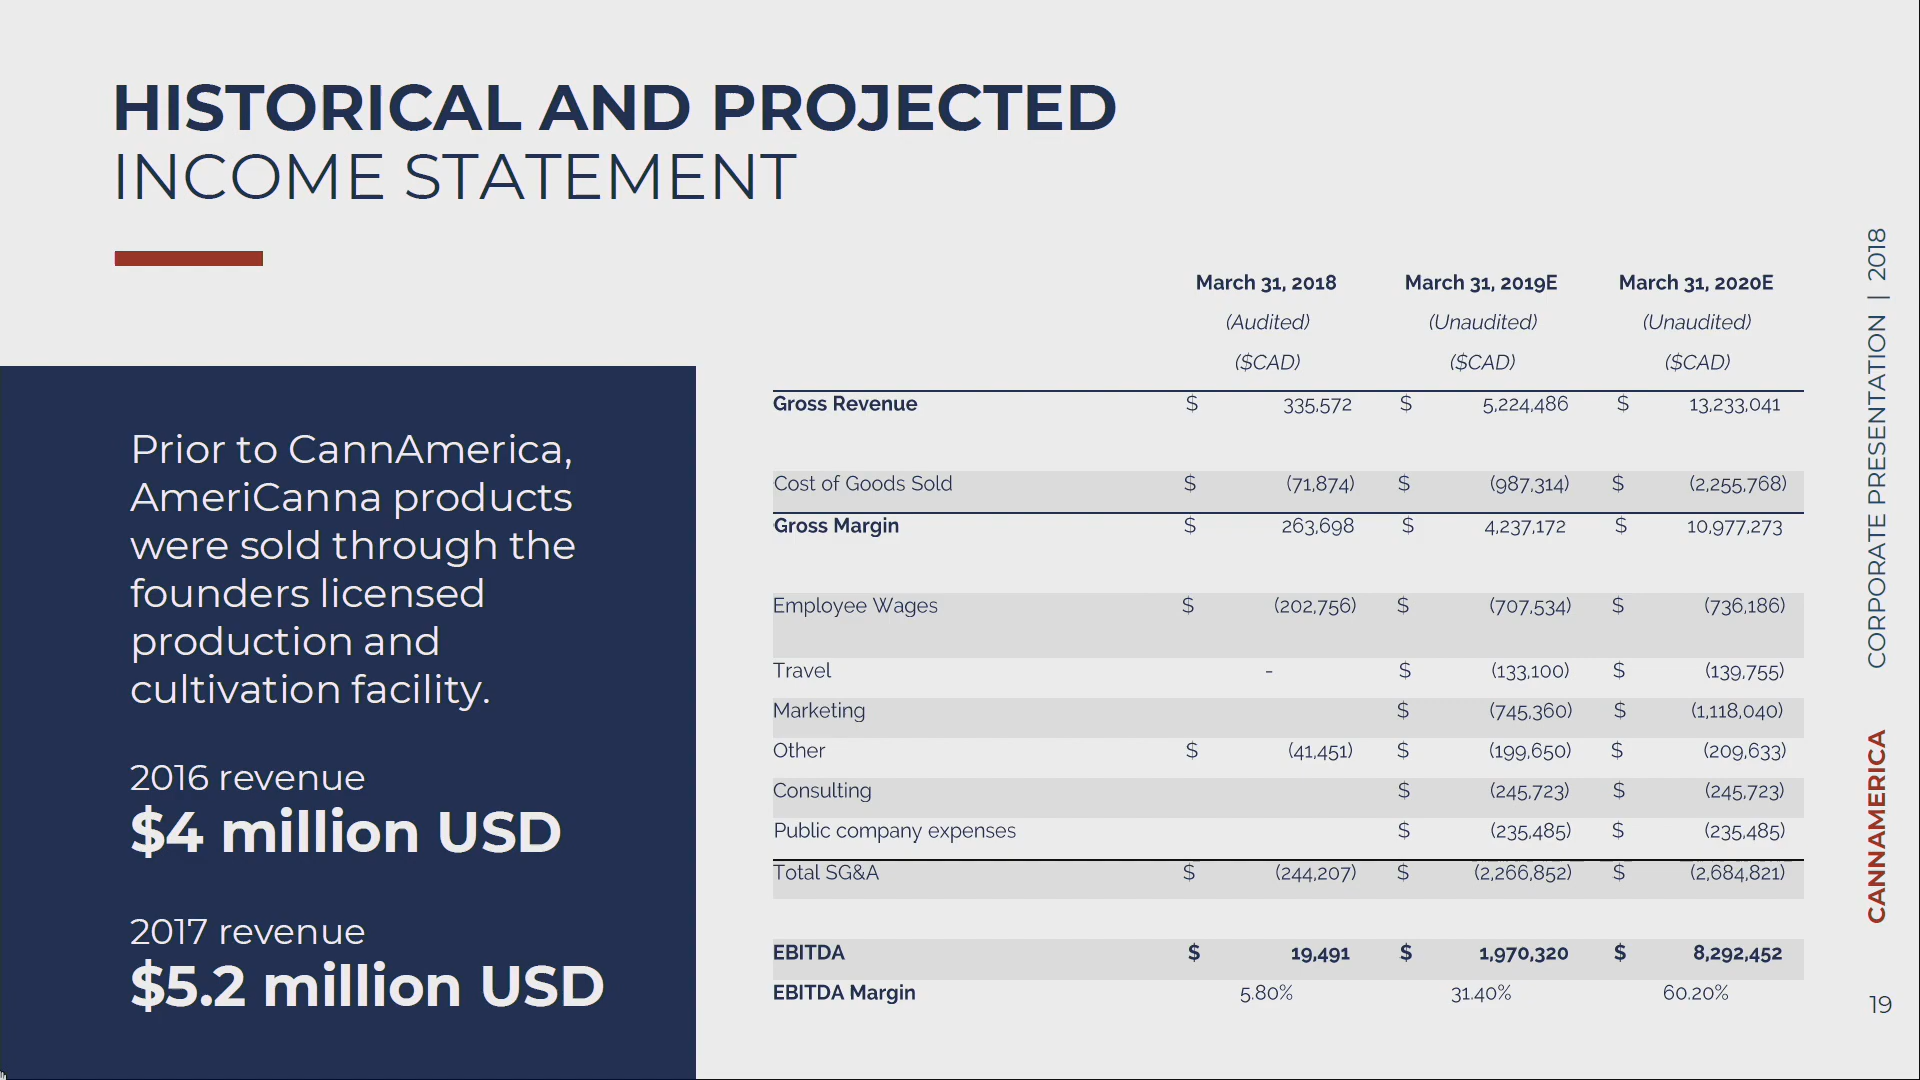 HISTORICAL AND PROJECTED
INCOME STATEMENT
Prior to CannAmerica,
AmeriCanna products
were sold through the
founders licensed
production and
cultivation facility.
2016 revenue
$4 million USD
2017 revenue
$5.2 million USD
March 31, 2018 March 31, 2019E March 31, 2020E
(Audited) (Unaudited) (Unaudited)
($CAD) ($CAD) ($CAD)
Gross Revenue $ 335,572 $ 5,224,486 $ 13,233,041
Cost of Goods Sold $ (71,874) $ (987,314) $ (2,255,768)
Gross Margin $ 263,698 $ 4,237,172 $ 10,977,273
Employee Wages $ (202,756) $ (707,534) $ (736,186)
Travel - $ (133,100) $ (139,755)
Marketing $ (745,360) $ (1,118,040)
Other $ (41,451) $ (199,650) $ (209,633)
Consulting $ (245,723) $ (245,723)
Public company expenses $ (235,485) $ (235,485)
Total SG&A $ (244,207) $ (2,266,852) $ (2,684,821)
EBITDA $ 19,491 $ 1,970,320 $ 8,292,452
EBITDA Margin 5.80% 31.40% 60.20%
CANNAMERICA CORPORATE PRESENTATION | 2018
19